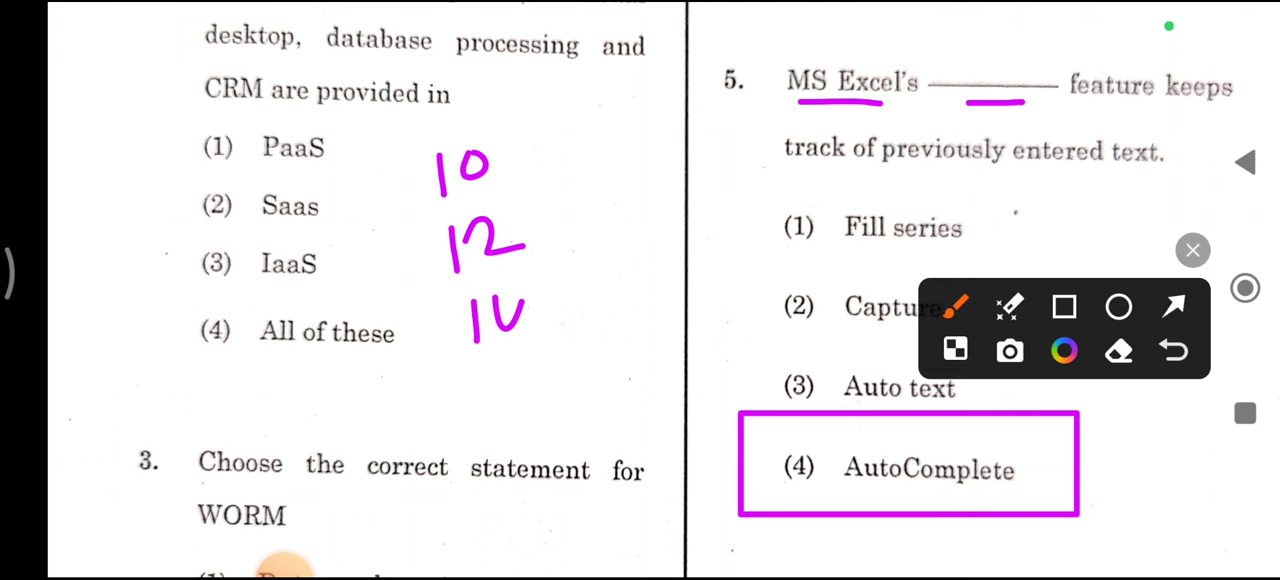 desktop, database processing and
CRM are provided in
(1) PaaS
(2) Saas
(3) IaaS
(4) All of these
10
12
3. Choose the correct statement for
WORM
5. MS Excel's ______ feature keeps
track of previously entered text.
(1) Fill series
(2) Capture
(3) Auto text
(4) AutoComplete